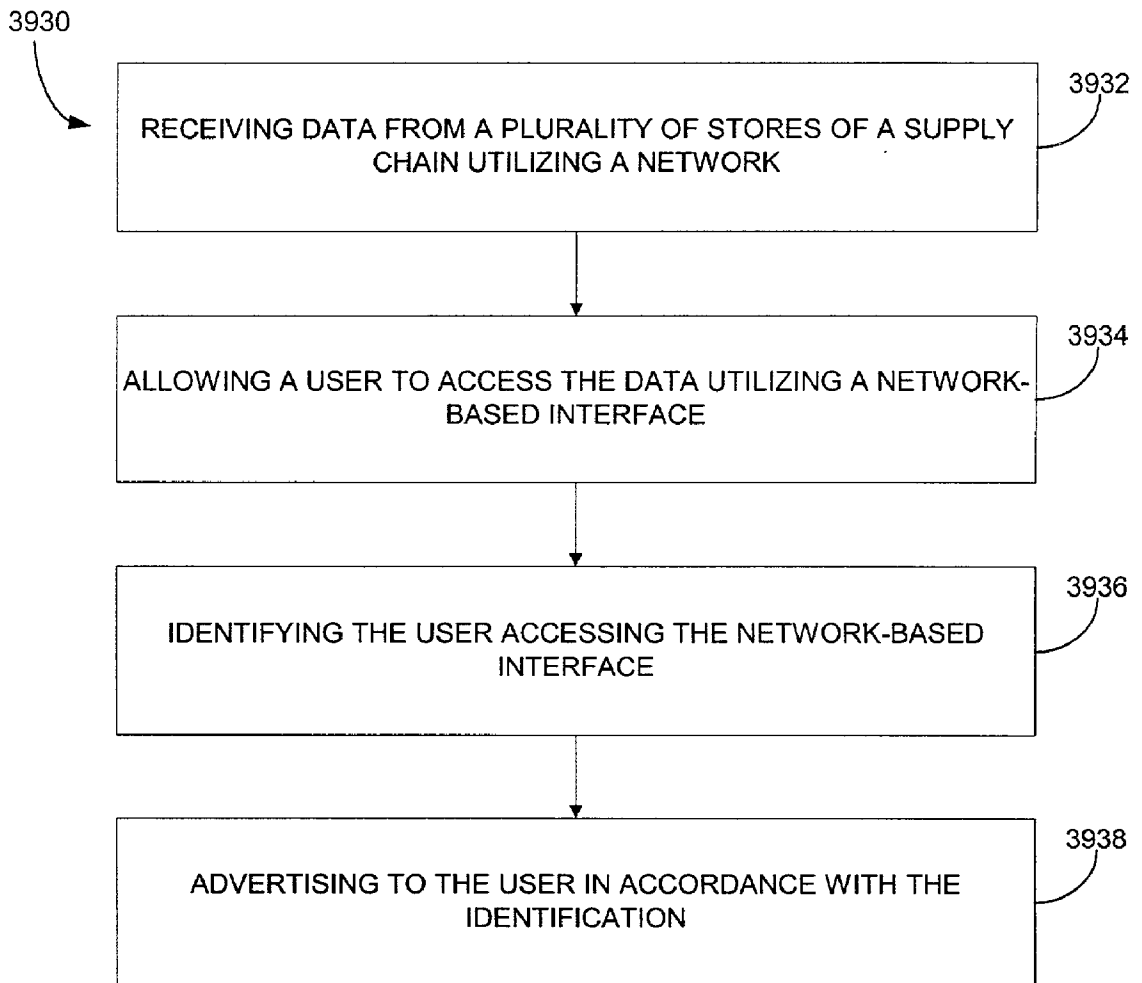 3930
3932
RECEIVING DATA FROM A PLURALITY OF STORES OF A SUPPLY
CHAIN UTILIZING A NETWORK
3934
ALLOWING A USER TO ACCESS THE DATA UTILIZING A NETWORK-
BASED INTERFACE
3936
IDENTIFYING THE USER ACCESSING THE NETWORK-BASED
INTERFACE
3938
ADVERTISING TO THE USER IN ACCORDANCE WITH THE
IDENTIFICATION